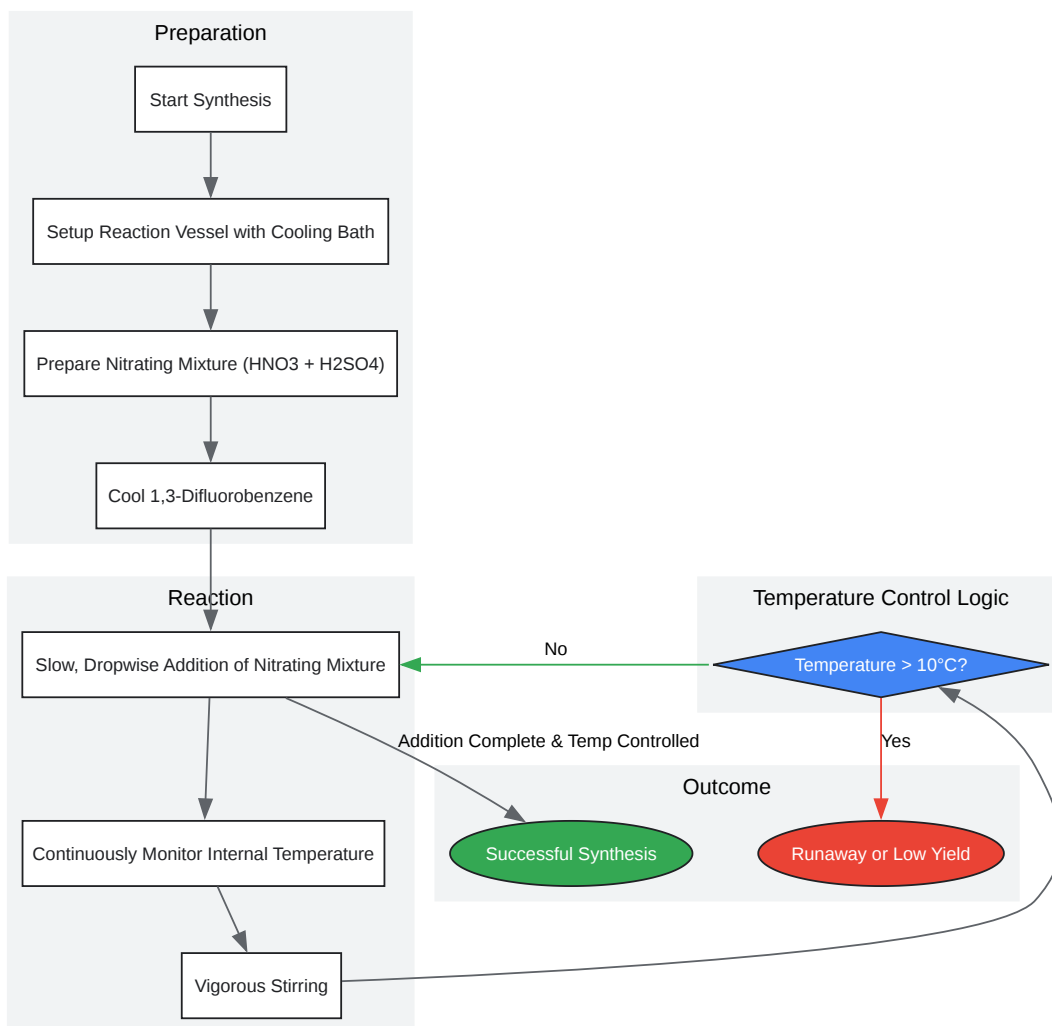 Preparation
Start Synthesis
Setup Reaction Vessel with Cooling Bath
Prepare Nitrating Mixture (HNO3 + H2SO4)
Cool 1,3-Difluorobenzene
Reaction
Temperature Control Logic
Slow, Dropwise Addition of Nitrating Mixture
No
Temperature > 10°C?
Addition Complete & Temp Controlled
Yes
Outcome
Continuously Monitor Internal Temperature
Successful Synthesis
Runaway or Low Yield
Vigorous Stirring